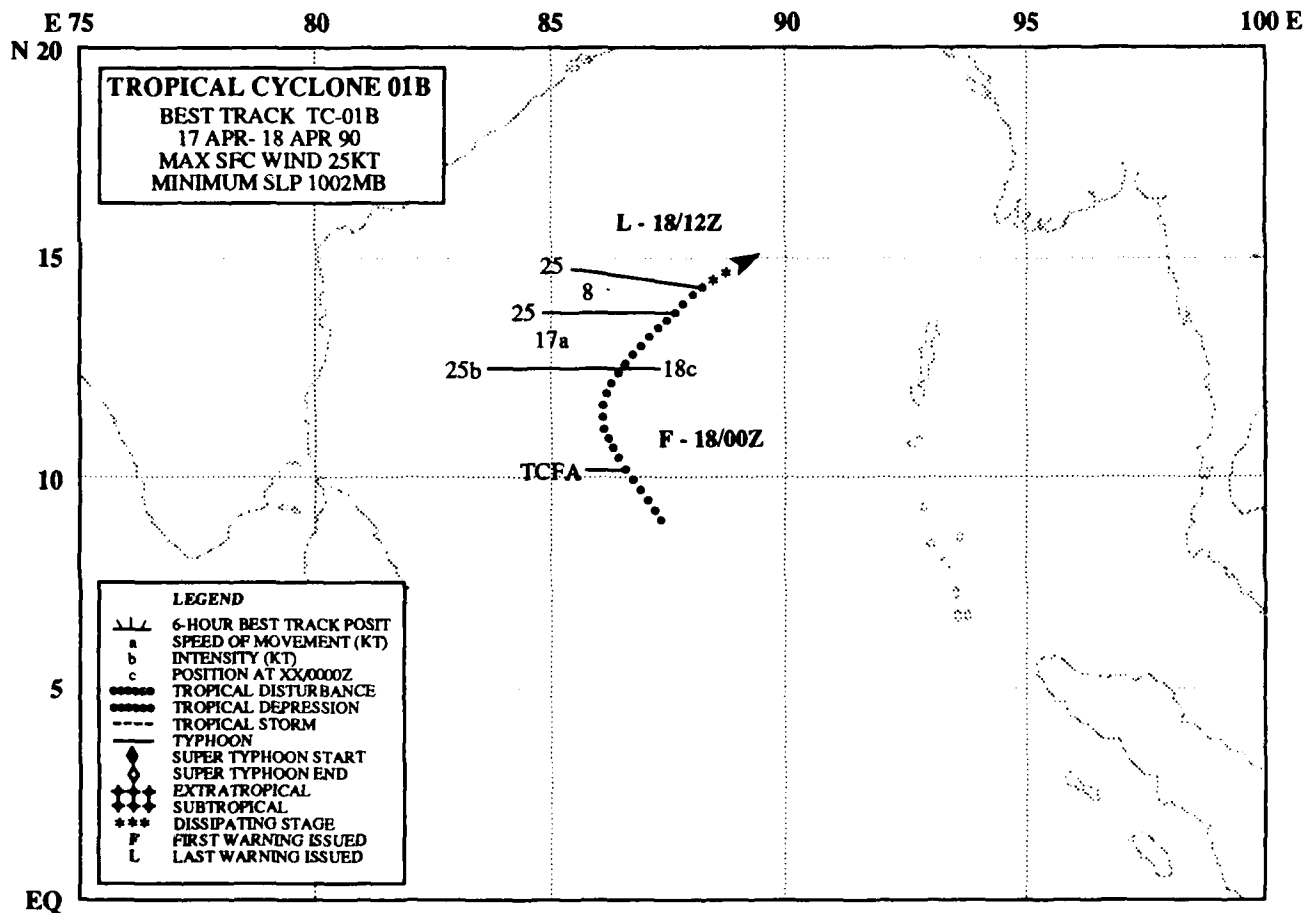 E 75 80 85 90 95 100 E
N 20
TROPICAL CYCLONE 01B
BEST TRACK TC-01B
17 APR- 18 APR 90
MAX SFC WIND 25KT
MINIMUM SLP 1002MB
L - 18/12Z
15
25
8
25
17a
25b 18c
F - 18/00Z
TCFA
10
LEGEND
6-HOUR BEST TRACK POSIT
a SPEED OF MOVEMENT (KT)
b INTENSITY (KT)
c POSITION AT XX/0000Z
TROPICAL DISTURBANCE
5
TROPICAL DEPRESSION
TROPICAL STORM
TYPHOON
SUPER TYPHOON START
SUPER TYPHOON END
EXTRATROPICAL
SUBTROPICAL
*** DISSIPATING STAGE
F FIRST WARNING ISSUED
L LAST WARNING ISSUED
EQ